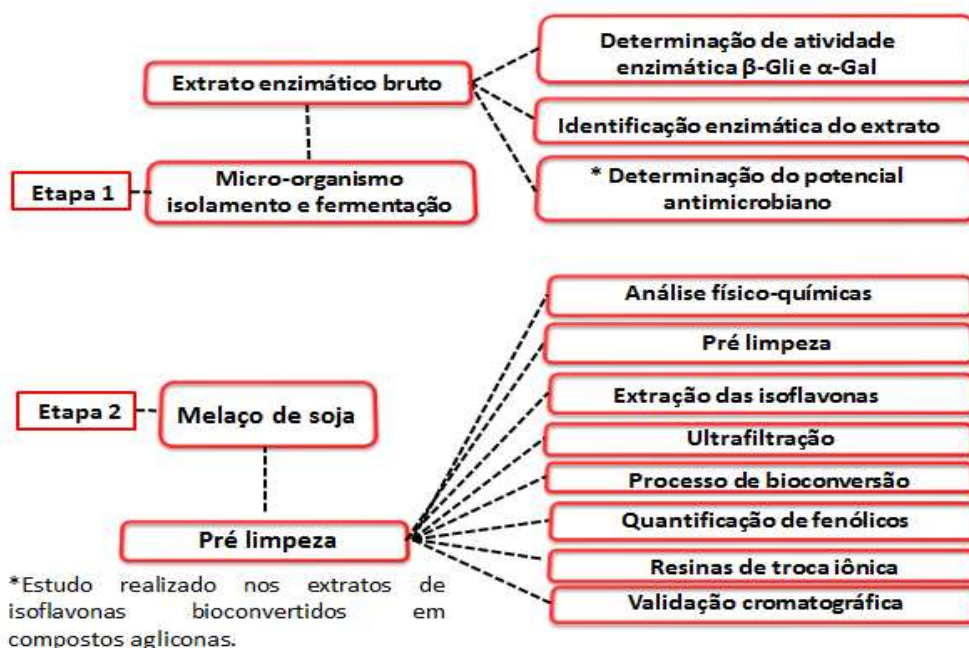 Determinação de atividade
enzimática β-Gli e α-Gal
Extrato enzimático bruto
Identificação enzimática do extrato
Etapa 1
Micro-organismo
isolamento e fermentação
* Determinação do potencial
antimicrobiano
Análise físico-químicas
Pré limpeza
Extração das isoflavonas
Etapa 2
Melaço de soja
Ultrafiltração
Processo de bioconversão
Quantificação de fenólicos
Pré limpeza
Resinas de troca iônica
Validação cromatográfica
*Estudo realizado nos extratos de
isoflavonas bioconvertidos em
compostos agliconas.